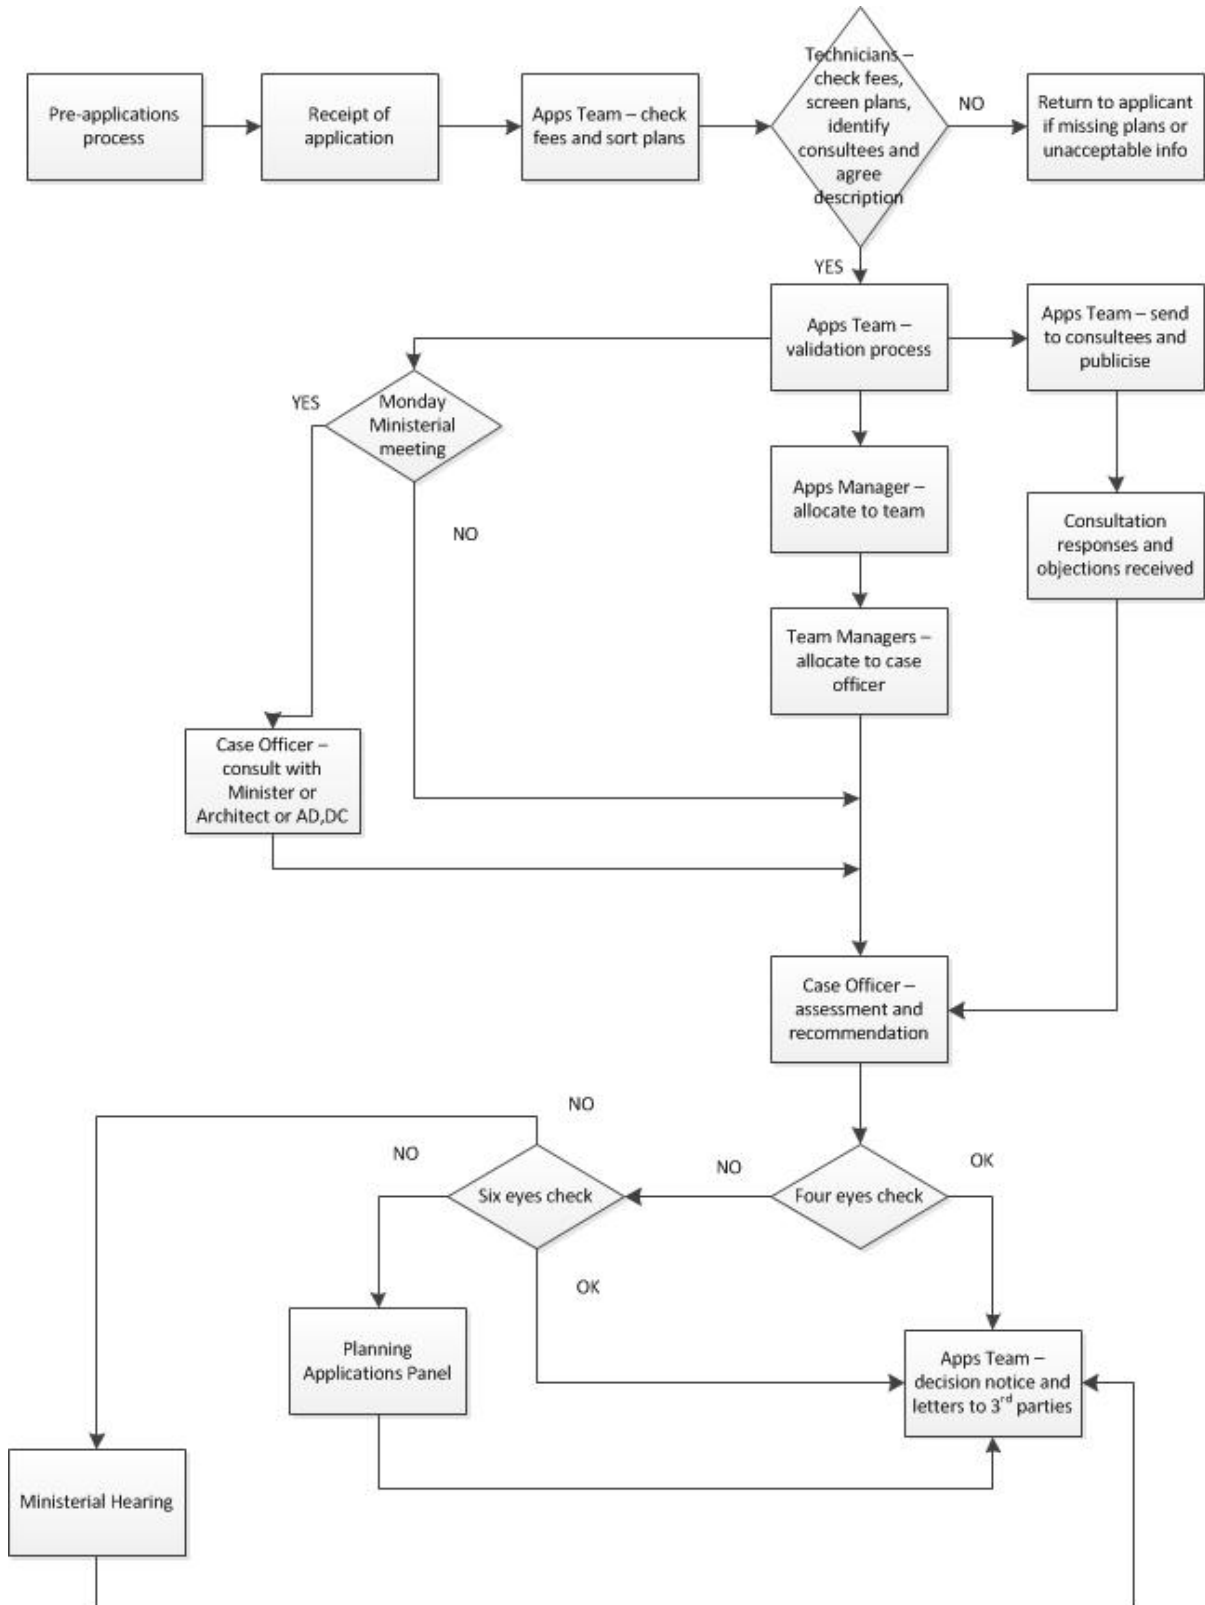 Pre-applications
process
Receipt of
application
Apps Team – check
fees and sort plans
Technicians –
check fees,
screen plans,
identify
consultees and
agree
description
NO
Return to applicant
if missing plans or
unacceptable info
YES
Apps Team –
validation process
Apps Team – send
to consultees and
publicise
YES
Monday
Ministerial
meeting
NO
Apps Manager –
allocate to team
Consultation
responses and
objections received
Team Managers –
allocate to case
officer
Case Officer –
consult with
Minister or
Architect or AD,DC
Case Officer –
assessment and
recommendation
NO
NO
Six eyes check
NO
Four eyes check
OK
OK
Planning
Applications Panel
Apps Team –
decision notice and
letters to 3rd parties
Ministerial Hearing